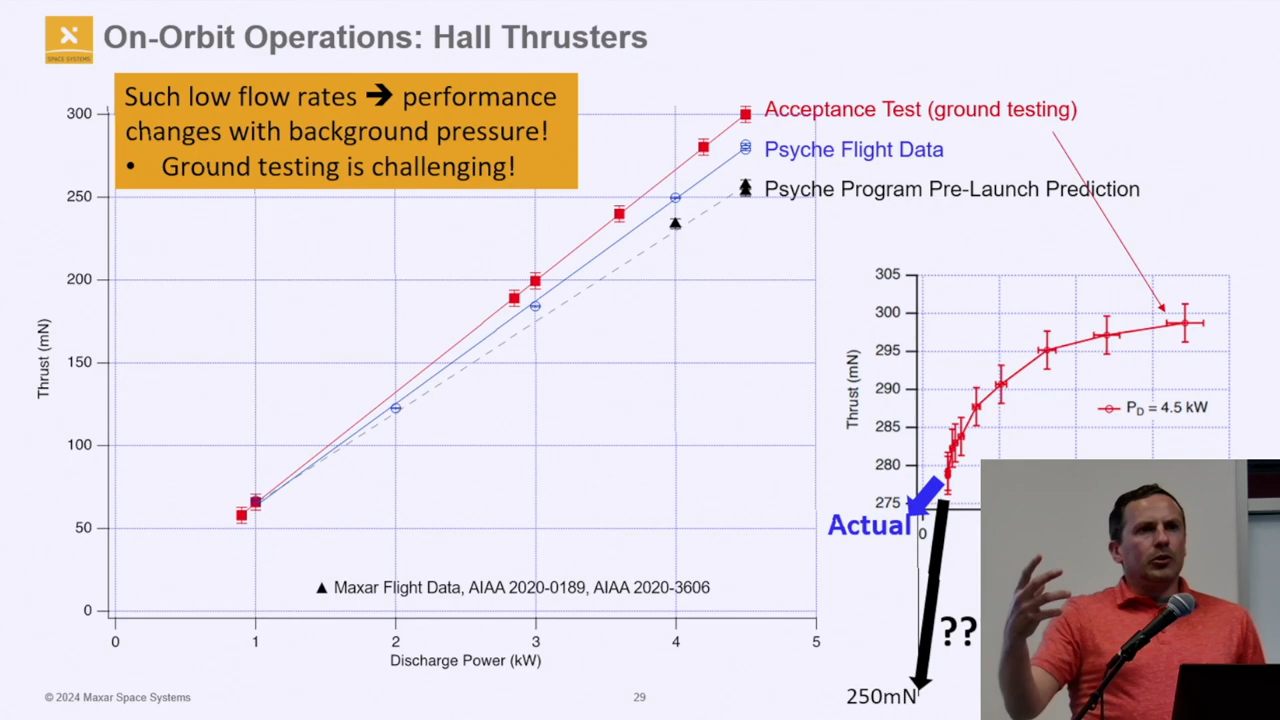 On-Orbit Operations: Hall Thrusters
SPACE SYSTEMS
Such low flow rates 🡺 performance
changes with background pressure!
• Ground testing is challenging!
Acceptance Test (ground testing)
Psyche Flight Data
Psyche Program Pre-Launch Prediction
300
250
200
150
100
50
0
Thrust (mN)
0 1 2 3 4 5
Discharge Power (kW)
▲ Maxar Flight Data, AIAA 2020-0189, AIAA 2020-3606
305
300
295
290
285
280
275
Thrust (mN)
P_D = 4.5 kW
0
Actual
??
250mN
© 2024 Maxar Space Systems
29